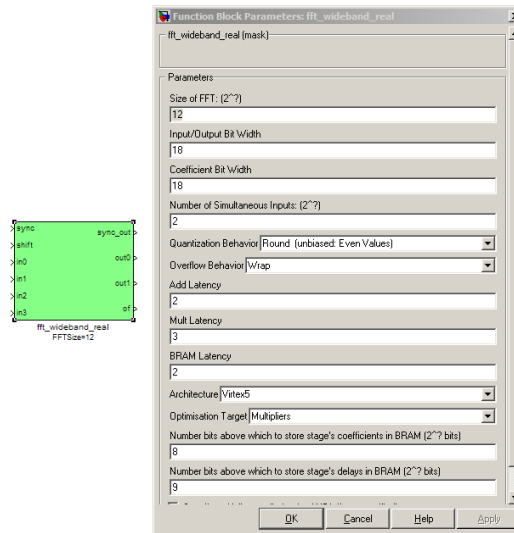 Function Block Parameters: fft_wideband_real
fft_wideband_real (mask)
Parameters
Size of FFT: (2^?)
12
Input/Output Bit Width
18
Coefficient Bit Width
18
Number of Simultaneous Inputs: (2^?)
2
Quantization Behavior Round (unbiased: Even Values)
Overflow Behavior Wrap
Add Latency
2
Mult Latency
3
BRAM Latency
2
Architecture Virtex5
Optimisation Target Multipliers
Number bits above which to store stage's coefficients in BRAM (2^? bits)
8
Number bits above which to store stage's delays in BRAM (2^? bits)
9
OK Cancel Help Apply
sync sync_out
shift
in0 out0
in1 out1
in2
in3 of
fft_wideband_real
FFTSize=12